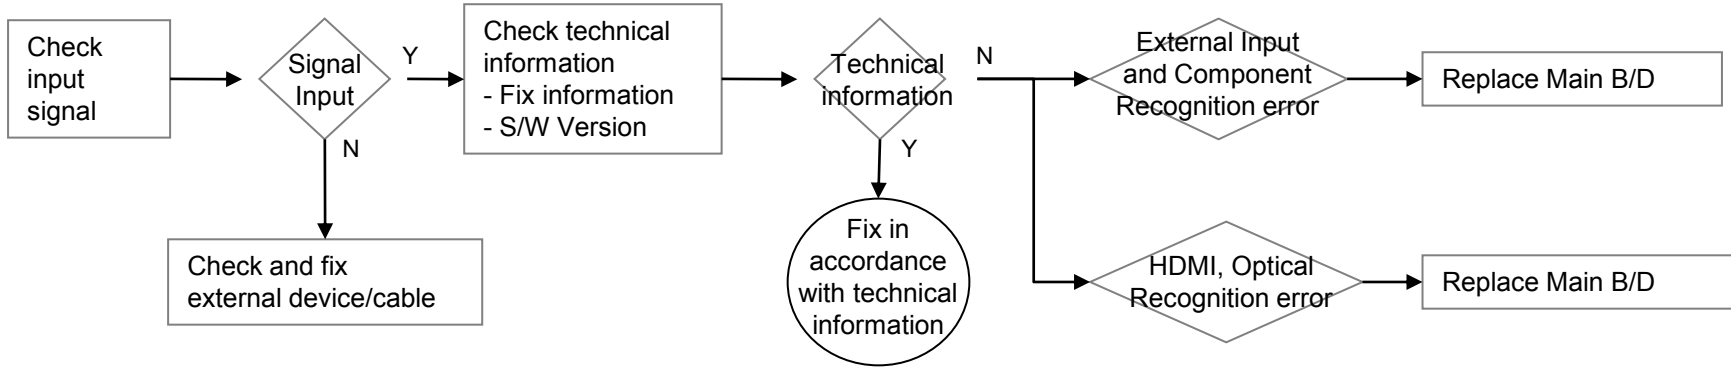 Check
input
signal
Signal
Input
Y
N
Check and fix
external device/cable
Check technical
information
- Fix information
- S/W Version
Technical
information
N
Y
Fix in
accordance
with technical
information
External Input
and Component
Recognition error
Replace Main B/D
HDMI, Optical
Recognition error
Replace Main B/D